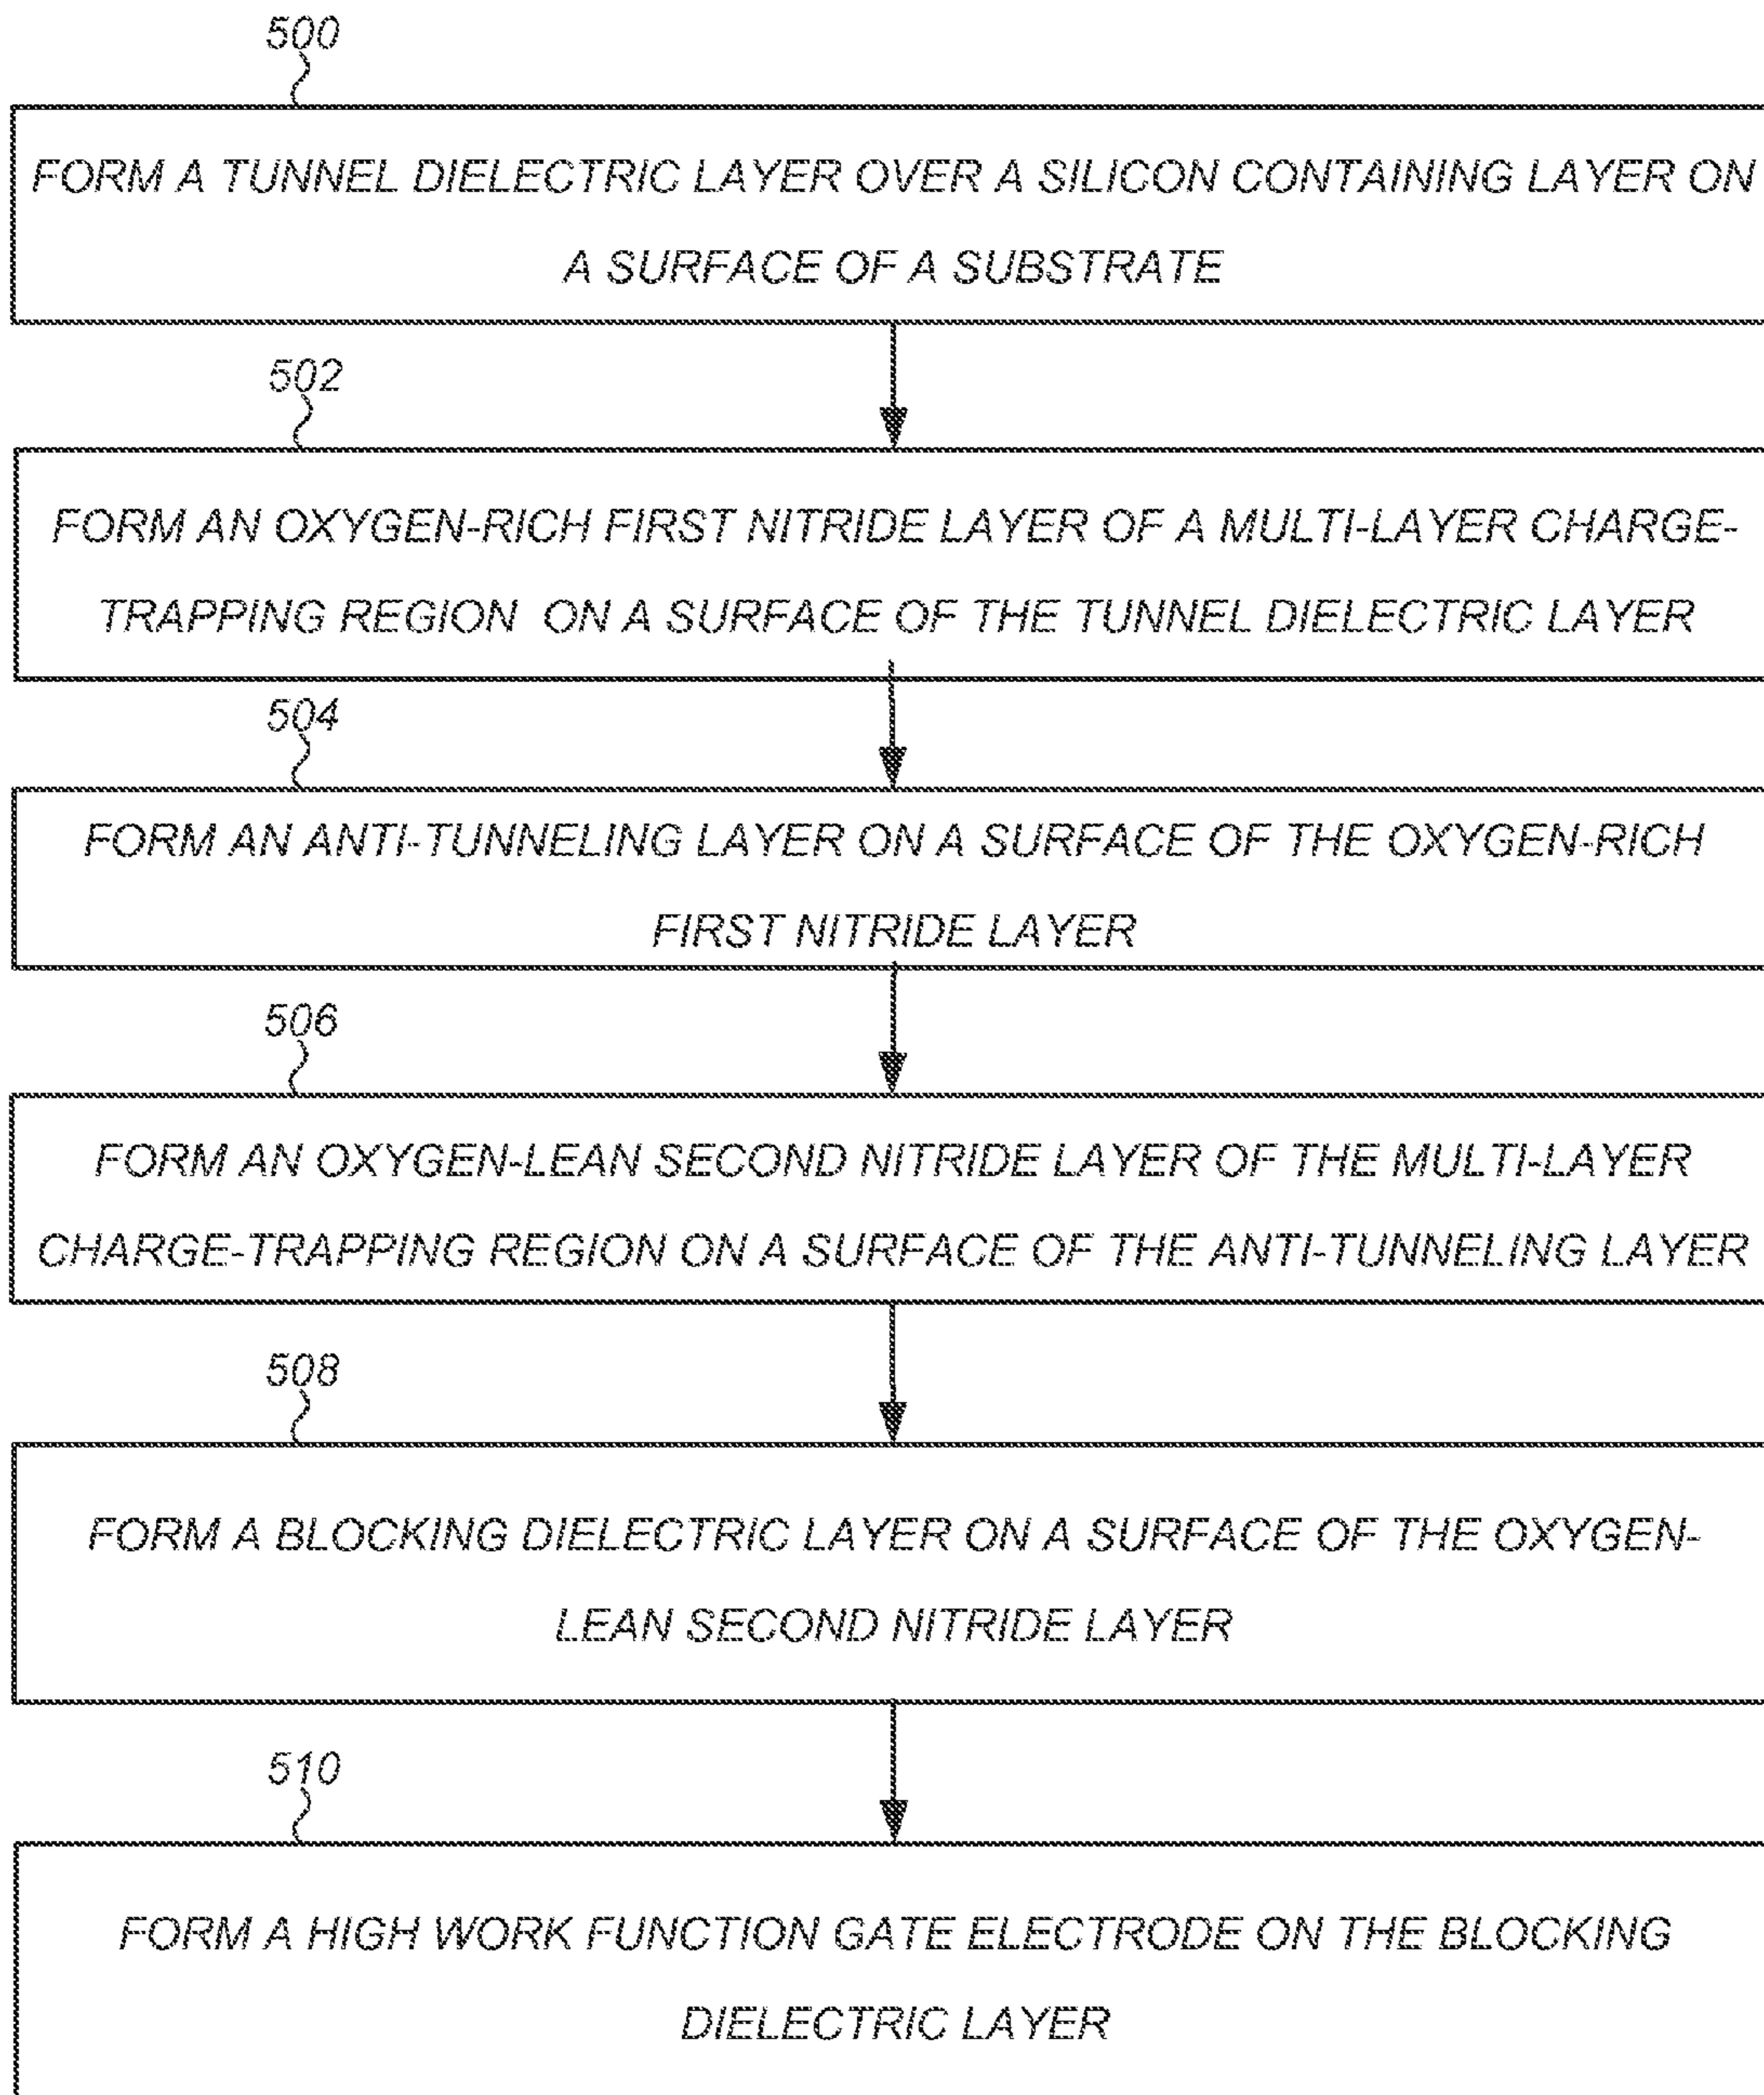 500
FORM A TUNNEL DIELECTRIC LAYER OVER A SILICON CONTAINING LAYER ON
A SURFACE OF A SUBSTRATE
502
FORM AN OXYGEN-RICH FIRST NITRIDE LAYER OF A MULTI-LAYER CHARGE-
TRAPPING REGION ON A SURFACE OF THE TUNNEL DIELECTRIC LAYER
504
FORM AN ANTI-TUNNELING LAYER ON A SURFACE OF THE OXYGEN-RICH
FIRST NITRIDE LAYER
506
FORM AN OXYGEN-LEAN SECOND NITRIDE LAYER OF THE MULTI-LAYER
CHARGE-TRAPPING REGION ON A SURFACE OF THE ANTI-TUNNELING LAYER
508
FORM A BLOCKING DIELECTRIC LAYER ON A SURFACE OF THE OXYGEN-
LEAN SECOND NITRIDE LAYER
510
FORM A HIGH WORK FUNCTION GATE ELECTRODE ON THE BLOCKING
DIELECTRIC LAYER